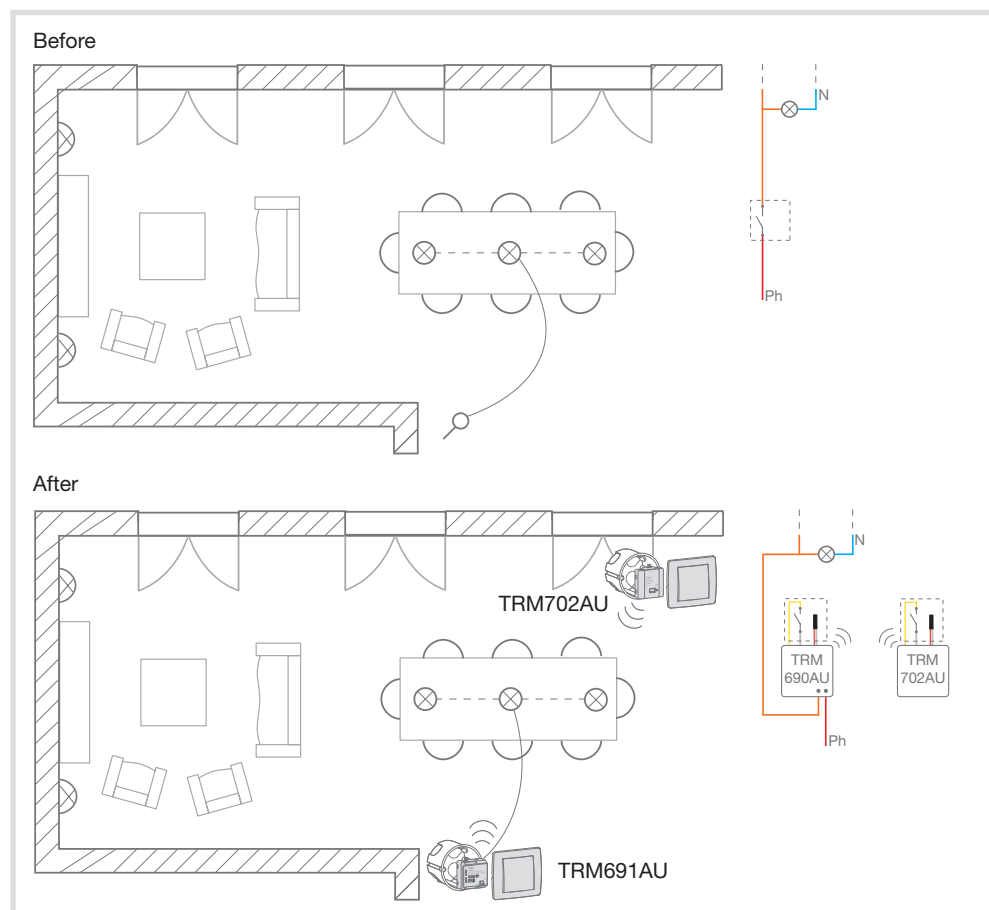 Before
N
Ph
After
N
TRM702AU
TRM
690AU
TRM
702AU
Ph
TRM691AU